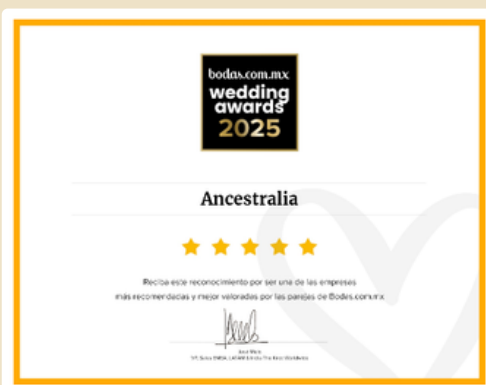 bodas.com.mx
wedding
awards
2025
Ancestralia
Reciba este reconocimiento por ser una de las empresas
más recomendadas y mejor valoradas por las parejas de Bodas.com.mx